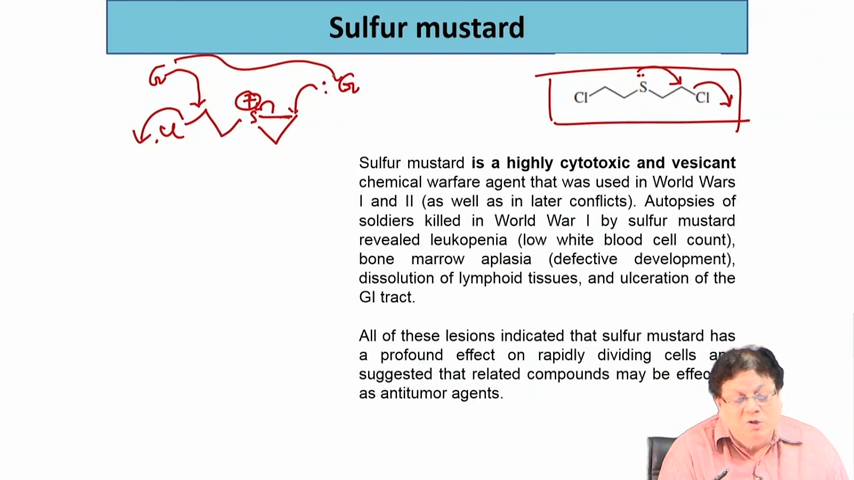 Sulfur mustard
G
G
Cl
S
Cl
S
Cl
Sulfur mustard is a highly cytotoxic and vesicant
chemical warfare agent that was used in World Wars
I and II (as well as in later conflicts). Autopsies of
soldiers killed in World War I by sulfur mustard
revealed leukopenia (low white blood cell count),
bone marrow aplasia (defective development),
dissolution of lymphoid tissues, and ulceration of the
GI tract.
All of these lesions indicated that sulfur mustard has
a profound effect on rapidly dividing cells
suggested that related compounds may be
as antitumor agents.